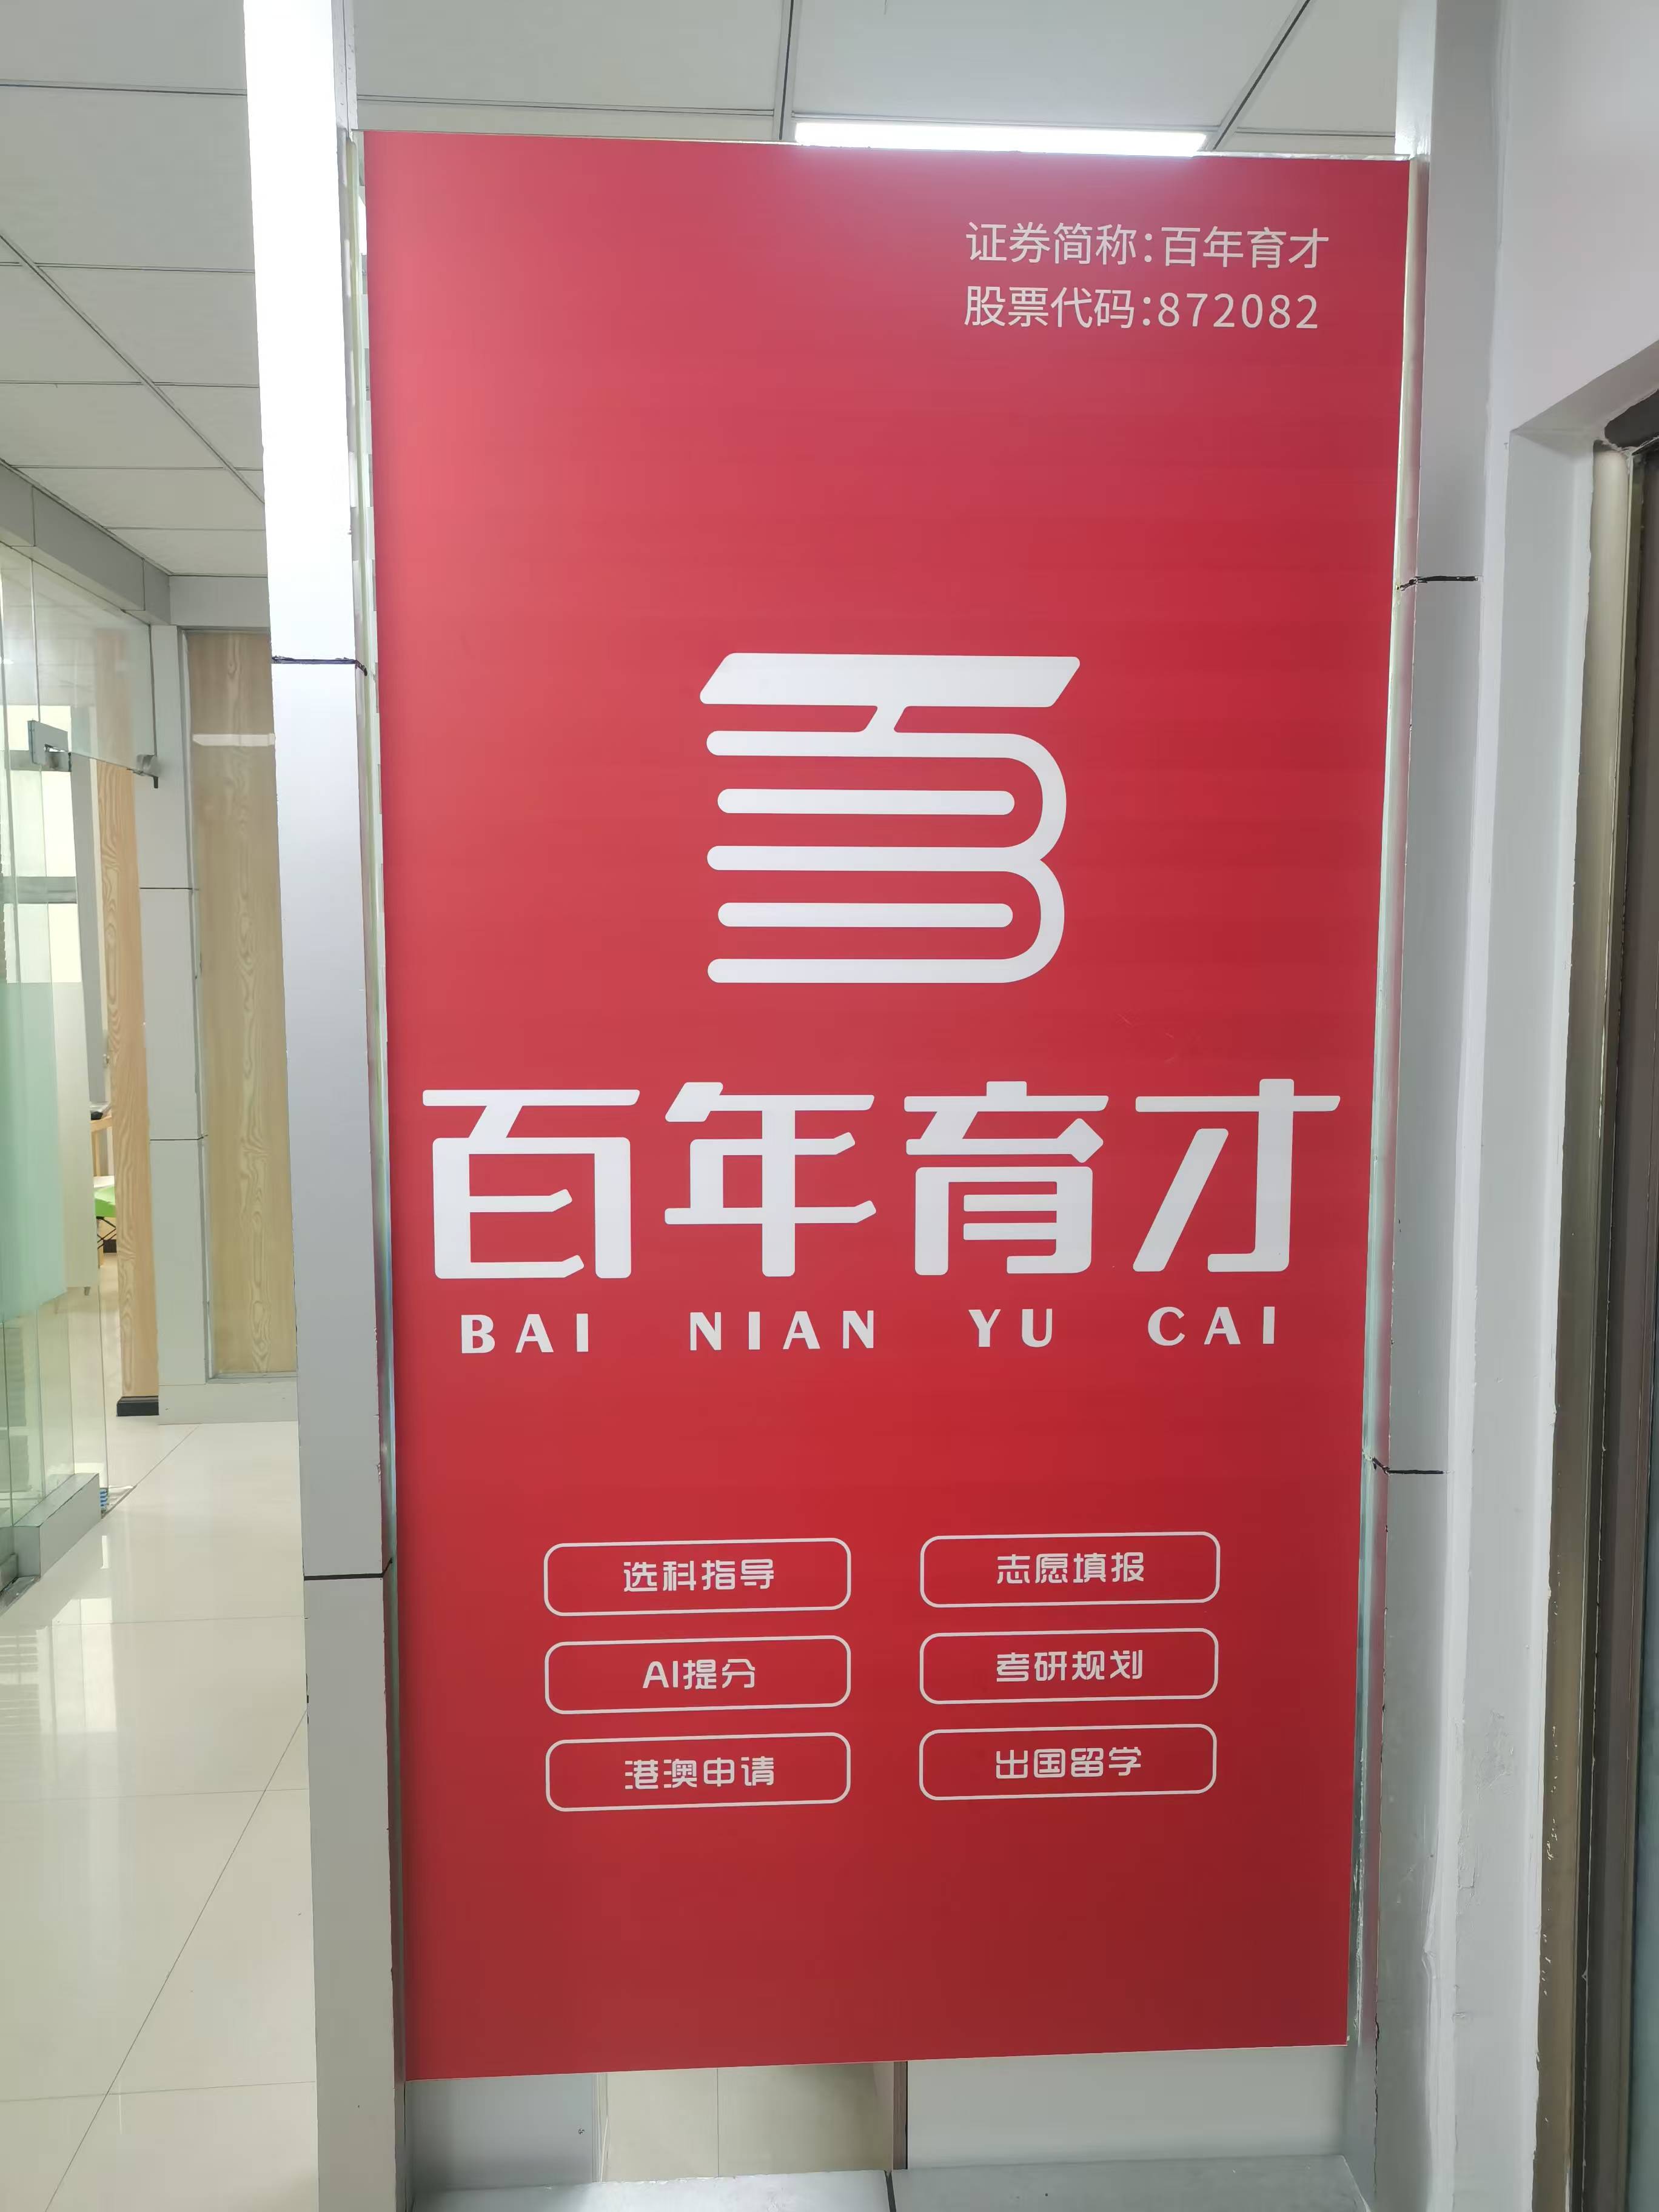 证券简称:百年育才
股票代码:872082
百年育才
BAI NIAN YU CAI
选科指导 志愿填报
AI提分 考研规划
港澳申请 出国留学